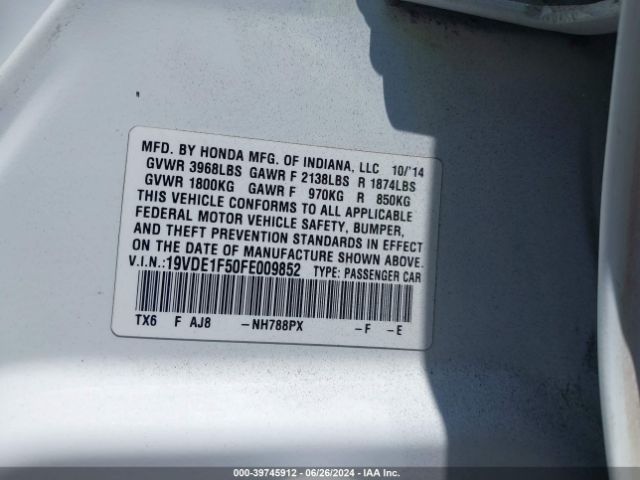 MFD. BY HONDA MFG. OF INDIANA, LLC 10/'14
GVWR 3968LBS GAWR F 2138LBS R 1874LBS
GVWR 1800KG GAWR F 970KG R 850KG
THIS VEHICLE CONFORMS TO ALL APPLICABLE
FEDERAL MOTOR VEHICLE SAFETY, BUMPER,
AND THEFT PREVENTION STANDARDS IN EFFECT
ON THE DATE OF MANUFACTURE SHOWN ABOVE.
V.I.N.:19VDE1F50FE009852 TYPE: PASSENGER CAR
TX6 F AJ8 -NH788PX -F -E
000-39745912 - 06/26/2024 - IAA Inc.